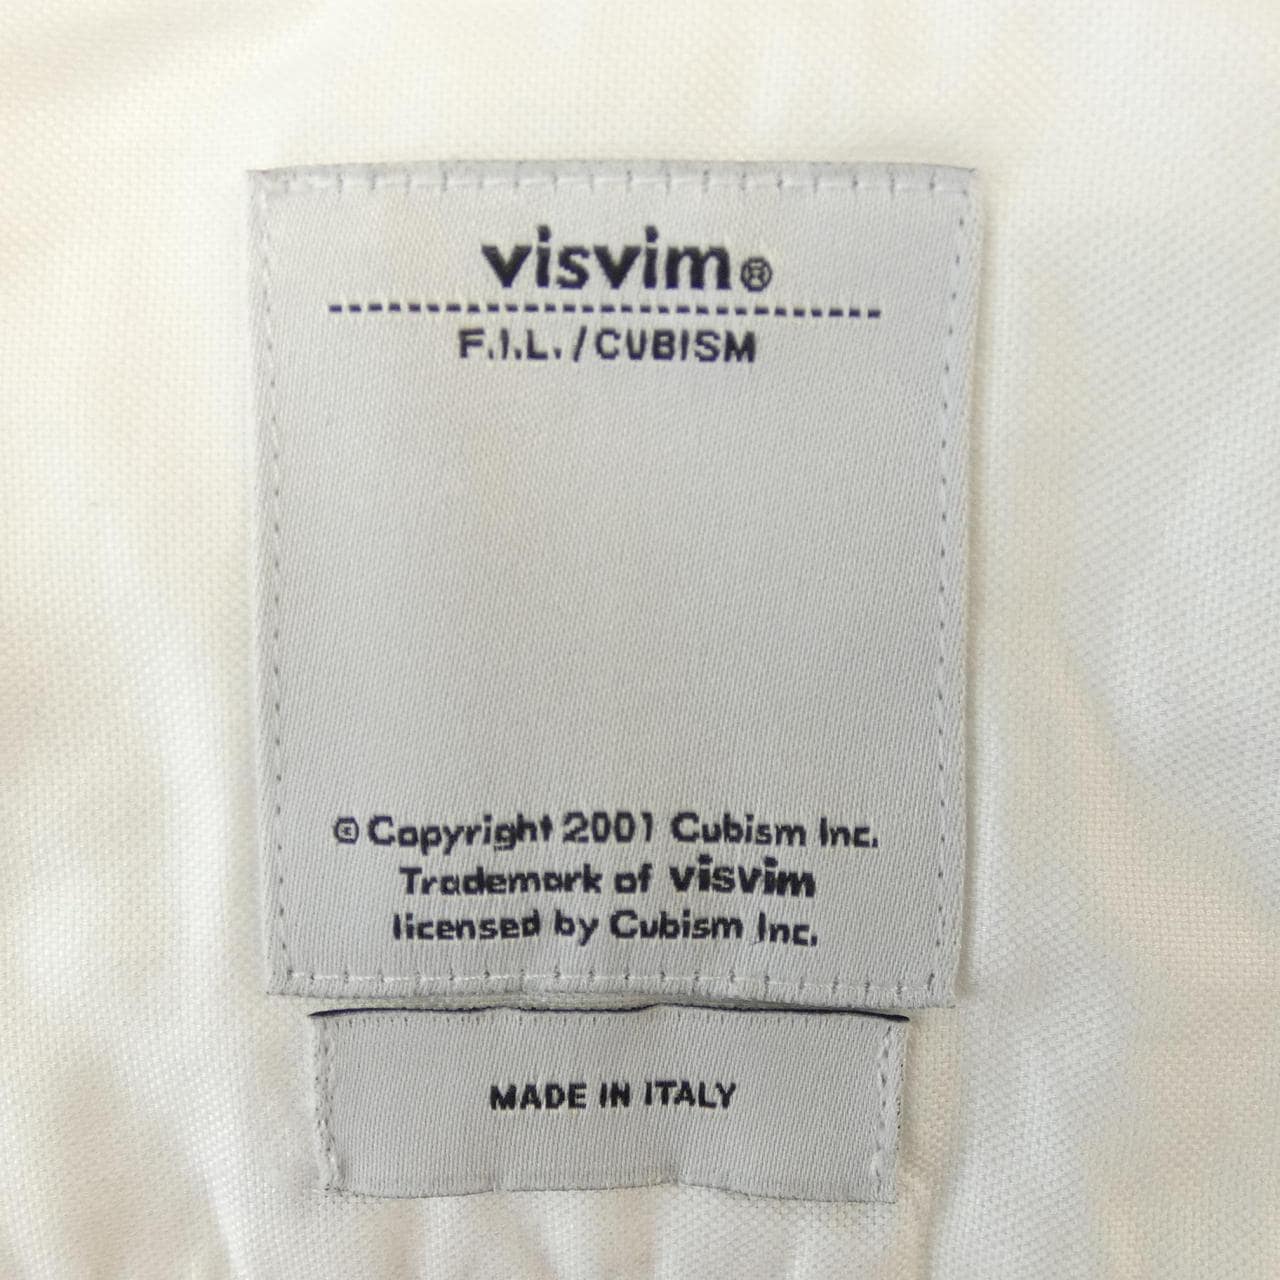 visvim®
F.I.L./CUBISM
© Copyright 2001 Cubism Inc.
Trademark of visvim
licensed by Cubism Inc.
MADE IN ITALY